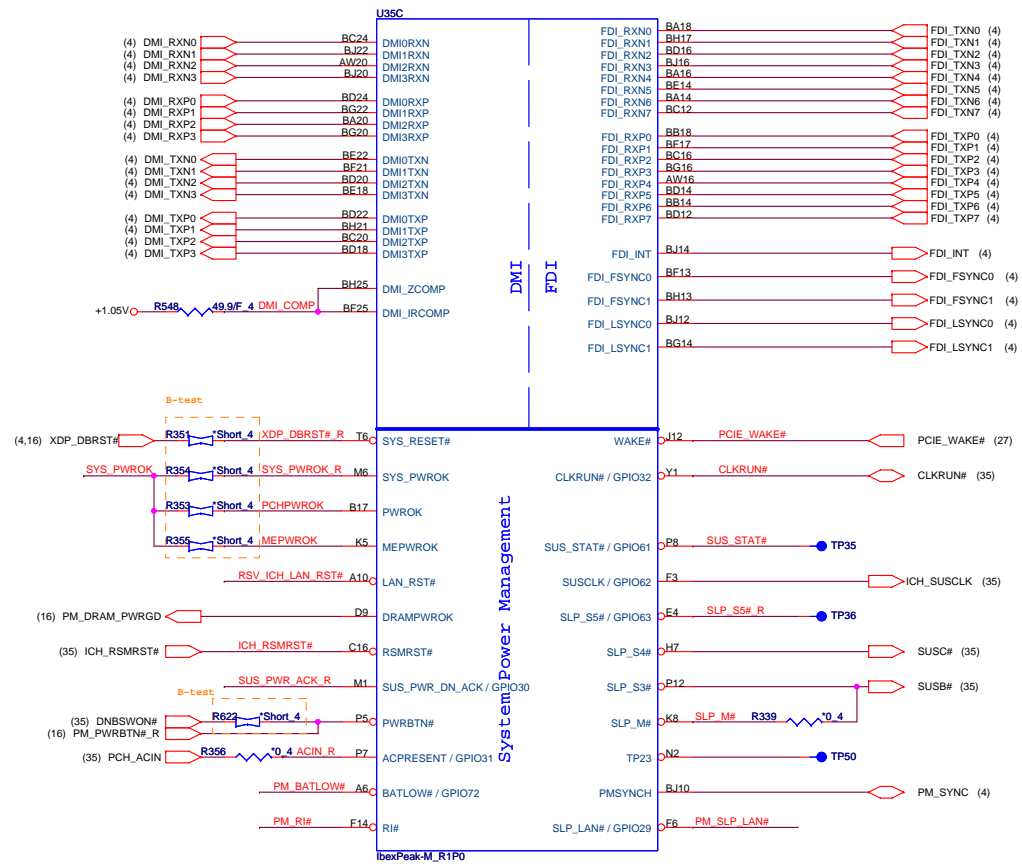 U35C
(4) DMI_RXN0 BC24 DMI0RXN
(4) DMI_RXN1 BJ22 DMI1RXN
(4) DMI_RXN2 AW20 DMI2RXN
(4) DMI_RXN3 BJ20 DMI3RXN
(4) DMI_RXP0 BD24 DMI0RXP
(4) DMI_RXP1 BG22 DMI1RXP
(4) DMI_RXP2 BA20 DMI2RXP
(4) DMI_RXP3 BG20 DMI3RXP
(4) DMI_TXN0 BE22 DMI0TXN
(4) DMI_TXN1 BF21 DMI1TXN
(4) DMI_TXN2 BD20 DMI2TXN
(4) DMI_TXN3 BE18 DMI3TXN
(4) DMI_TXP0 BD22 DMI0TXP
(4) DMI_TXP1 BH21 DMI1TXP
(4) DMI_TXP2 BC20 DMI2TXP
(4) DMI_TXP3 BD18 DMI3TXP
BH25 DMI_ZCOMP
+1.05V R548 49.9/F_4 DMI_COMP BF25 DMI_IRCOMP
DMI
FDI
FDI_RXN0 BA18 FDI_TXN0 (4)
FDI_RXN1 BH17 FDI_TXN1 (4)
FDI_RXN2 BD16 FDI_TXN2 (4)
FDI_RXN3 BJ16 FDI_TXN3 (4)
FDI_RXN4 BA16 FDI_TXN4 (4)
FDI_RXN5 BE14 FDI_TXN5 (4)
FDI_RXN6 BA14 FDI_TXN6 (4)
FDI_RXN7 BC12 FDI_TXN7 (4)
FDI_RXP0 BB18 FDI_TXP0 (4)
FDI_RXP1 BF17 FDI_TXP1 (4)
FDI_RXP2 BC16 FDI_TXP2 (4)
FDI_RXP3 BG16 FDI_TXP3 (4)
FDI_RXP4 AW16 FDI_TXP4 (4)
FDI_RXP5 BD14 FDI_TXP5 (4)
FDI_RXP6 BB14 FDI_TXP6 (4)
FDI_RXP7 BD12 FDI_TXP7 (4)
FDI_INT BJ14 FDI_INT (4)
FDI_FSYNC0 BF13 FDI_FSYNC0 (4)
FDI_FSYNC1 BH13 FDI_FSYNC1 (4)
FDI_LSYNC0 BJ12 FDI_LSYNC0 (4)
FDI_LSYNC1 BG14 FDI_LSYNC1 (4)
B-test
(4,16) XDP_DBRST# R351 *Short_4 XDP_DBRST#_R T6 SYS_RESET#
SYS_PWROK R354 *Short_4 SYS_PWROK_R M6 SYS_PWROK
R353 *Short_4 PCHPWROK B17 PWROK
R355 *Short_4 MEPWROK K5 MEPWROK
RSV_ICH_LAN_RST# A10 LAN_RST#
(16) PM_DRAM_PWRGD D9 DRAMPWROK
(35) ICH_RSMRST# ICH_RSMRST# C16 RSMRST#
SUS_PWR_ACK_R M1 SUS_PWR_DN_ACK / GPIO30
B-test
(35) DNBSWON# R622 *Short_4 P5 PWRBTN#
(16) PM_PWRBTN#_R
(35) PCH_ACIN R356 *0_4 ACIN_R P7 ACPRESENT / GPIO31
PM_BATLOW# A6 BATLOW# / GPIO72
PM_RI# F14 RI#
System Power Management
WAKE# J12 PCIE_WAKE# PCIE_WAKE# (27)
CLKRUN# / GPIO32 Y1 CLKRUN# CLKRUN# (35)
SUS_STAT# / GPIO61 P8 SUS_STAT# TP35
SUSCLK / GPIO62 F3 ICH_SUSCLK (35)
SLP_S5# / GPIO63 E4 SLP_S5#_R TP36
SLP_S4# H7 SUSC# (35)
SLP_S3# P12 SUSB# (35)
SLP_M# K8 SLP_M# R339 *0_4
TP23 N2 TP50
PMSYNCH BJ10 PM_SYNC (4)
SLP_LAN# / GPIO29 F6 PM_SLP_LAN#
IbexPeak-M_R1P0